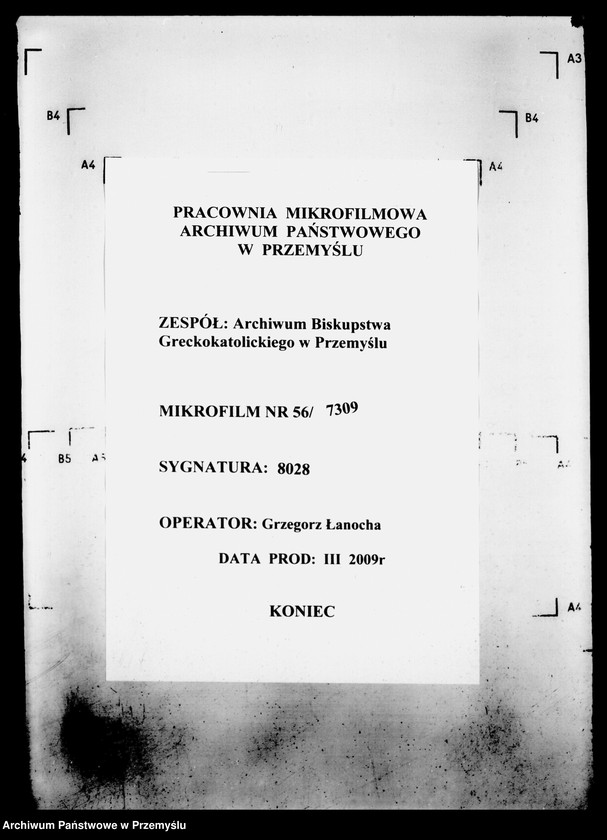 A3
B4
B4
A4
A4
PRACOWNIA MIKROFILMOWA
ARCHIWUM PAŃSTWOWEGO
W PRZEMYŚLU
ZESPÓŁ: Archiwum Biskupstwa
Greckokatolickiego w Przemyślu
MIKROFILM NR 56/ 7309
B5
SYGNATURA: 8028
OPERATOR: Grzegorz Łanocha
DATA PROD: III 2009r
KONIEC
A4
Archiwum Państwowe w Przemyślu